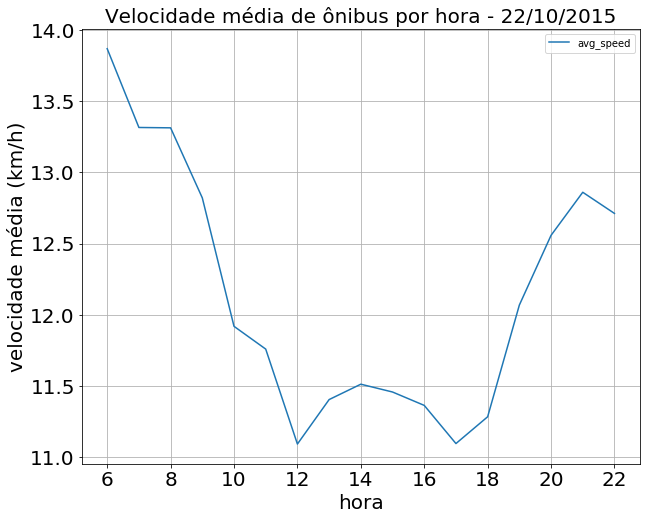 Velocidade média de ônibus por hora - 22/10/2015
avg_speed
velocidade média (km/h)
14.0
13.5
13.0
12.5
12.0
11.5
11.0
6 8 10 12 14 16 18 20 22
hora